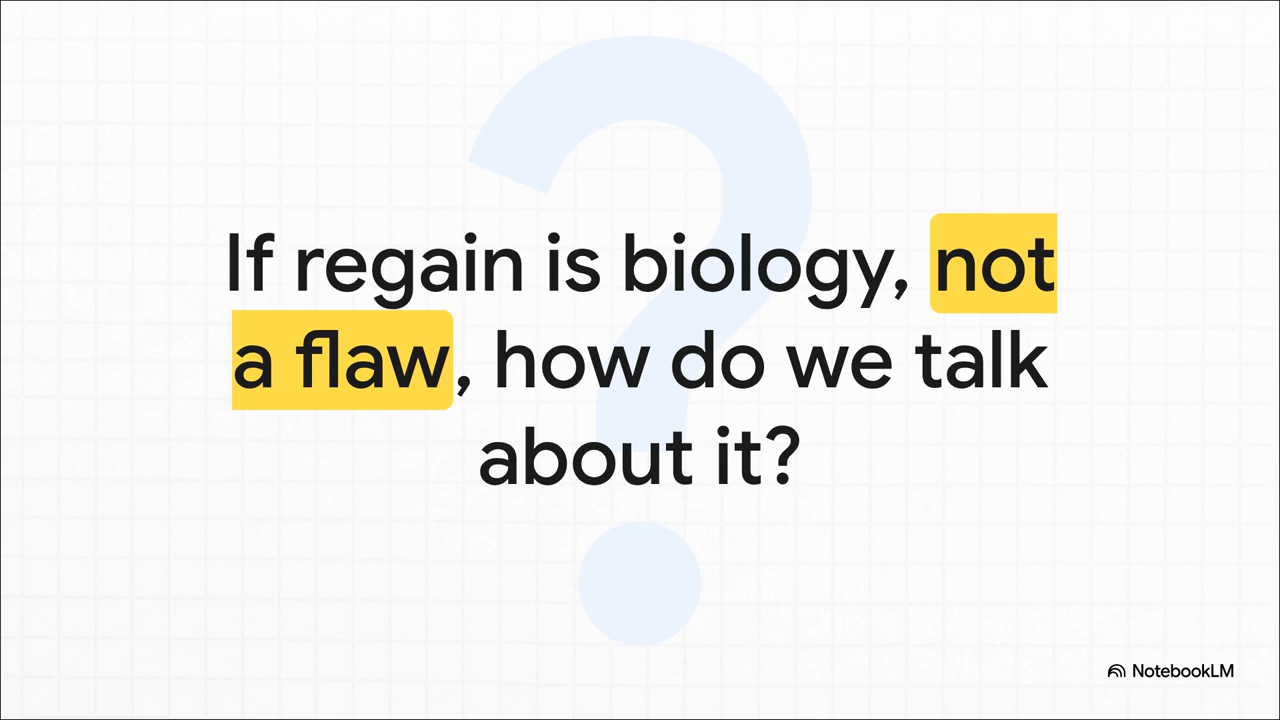 If regain is biology, not
a flaw, how do we talk
about it?
NotebookLM